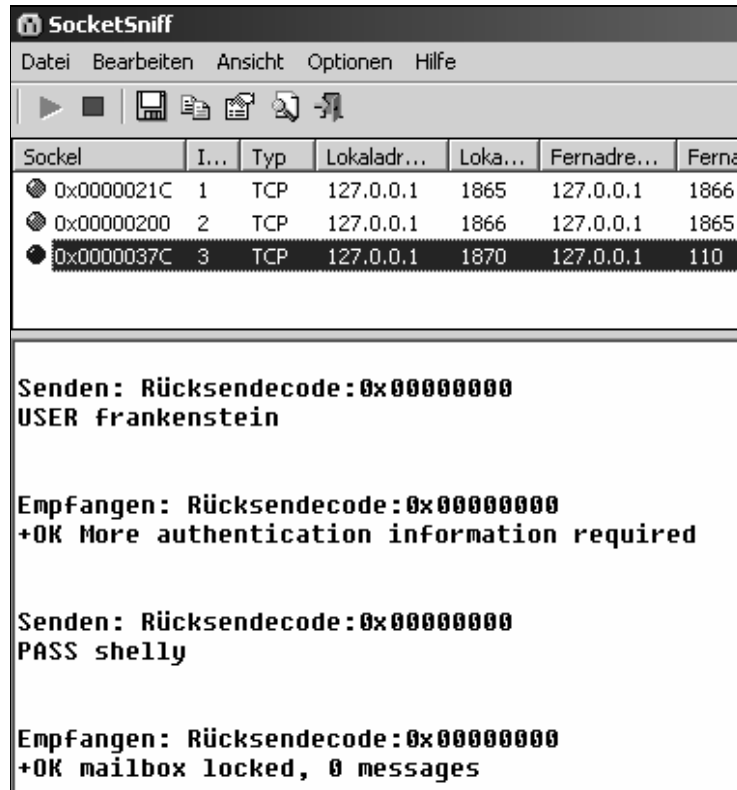 SocketSniff
Datei Bearbeiten Ansicht Optionen Hilfe
Sockel I... Typ Lokaladr... Loka... Fernadre... Ferna
0x0000021C 1 TCP 127.0.0.1 1865 127.0.0.1 1866
0x00000200 2 TCP 127.0.0.1 1866 127.0.0.1 1865
0x0000037C 3 TCP 127.0.0.1 1870 127.0.0.1 110
Senden: Rücksendecode:0x00000000
USER frankenstein
Empfangen: Rücksendecode:0x00000000
+OK More authentication information required
Senden: Rücksendecode:0x00000000
PASS shelly
Empfangen: Rücksendecode:0x00000000
+OK mailbox locked, 0 messages